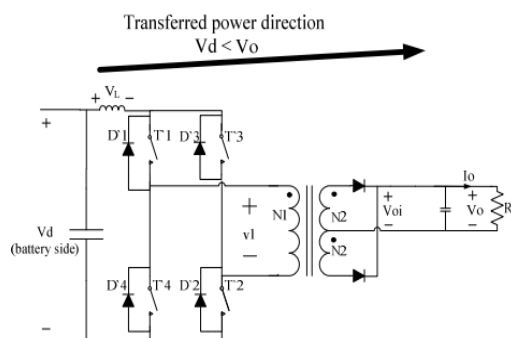 Transferred power direction
Vd < Vo
+ VL -
D'1 T'1 D'3 T'3
+
Vd
(battery side)
-
+
v1
-
N1
N2
N2
+
Voi
-
Io
+
Vo
-
R
D'4 T'4 D'2 T'2